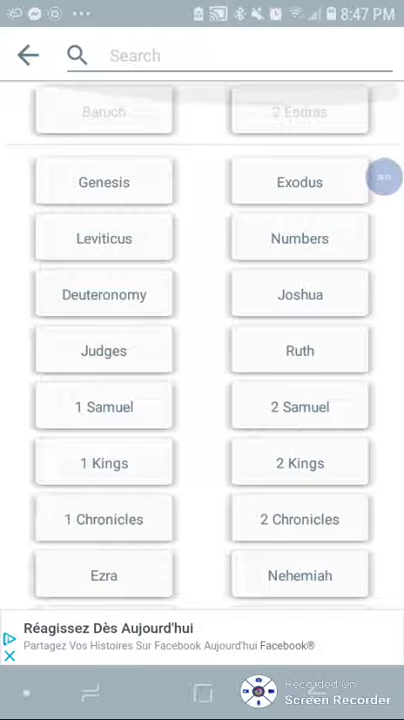 8:47 PM
Search
Baruch
2 Esdras
Genesis
Exodus
Leviticus
Numbers
Deuteronomy
Joshua
Judges
Ruth
1 Samuel
2 Samuel
1 Kings
2 Kings
1 Chronicles
2 Chronicles
Ezra
Nehemiah
Réagissez Dès Aujourd'hui
Partagez Vos Histoires Sur Facebook Aujourd'hui Facebook®
Recorded On
Screen Recorder